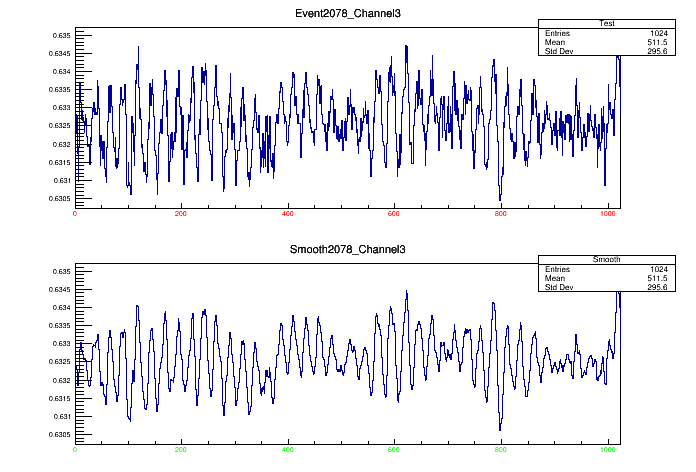 Event2078_Channel3
Test
Entries 1024
Mean 511.5
Std Dev 295.6
0.635
0.6345
0.634
0.6335
0.633
0.6325
0.632
0.6315
0.631
0.6305
0 200 400 600 800 1000
Smooth2078_Channel3
Smooth
Entries 1024
Mean 511.5
Std Dev 295.6
0.635
0.6345
0.634
0.6335
0.633
0.6325
0.632
0.6315
0.631
0.6305
0 200 400 600 800 1000